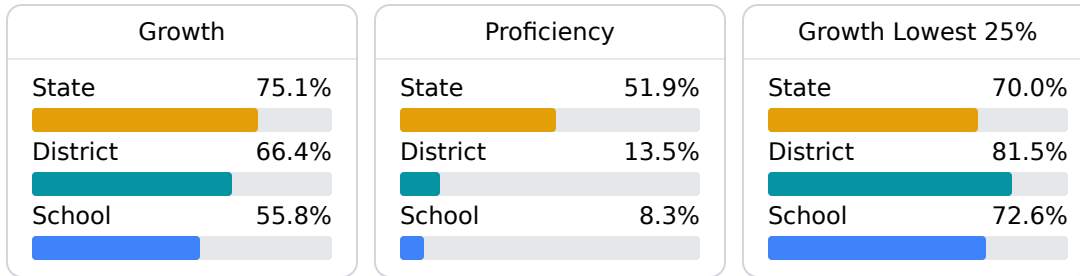 Growth
State 75.1%
District 66.4%
School 55.8%
Proficiency
State 51.9%
District 13.5%
School 8.3%
Growth Lowest 25%
State 70.0%
District 81.5%
School 72.6%